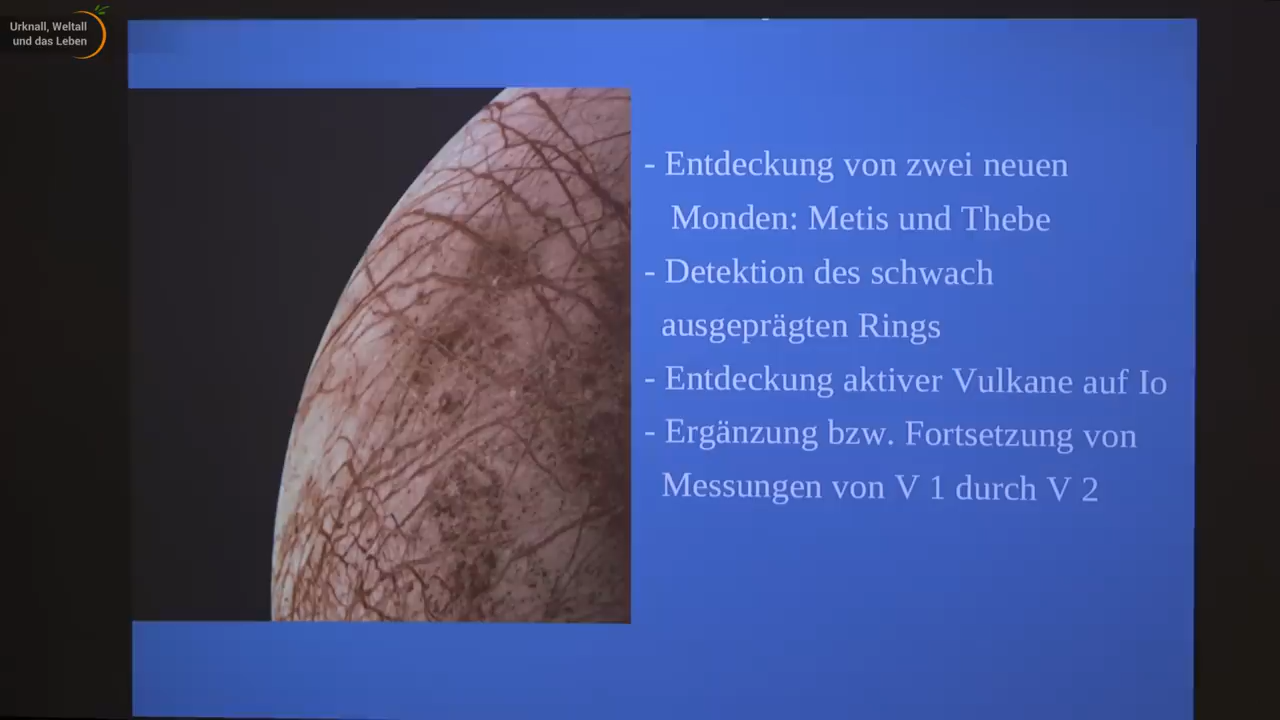 Urknall, Weltall
und das Leben
- Entdeckung von zwei neuen
Monden: Metis und Thebe
- Detektion des schwach
ausgeprägten Rings
- Entdeckung aktiver Vulkane auf Io
- Ergänzung bzw. Fortsetzung von
Messungen von V 1 durch V 2